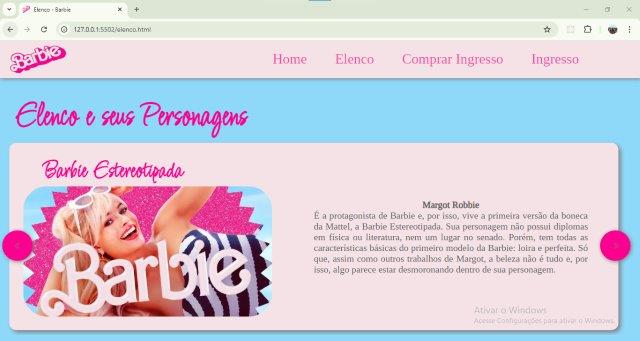 Elenco - Barbie
127.0.0.1:5502/elenco.html
Barbie
Home Elenco Comprar Ingresso Ingresso
Elenco e seus Personagens
Barbie Estereotipada
Barbie
Margot Robbie
É a protagonista de Barbie e, por isso, vive a primeira versão da boneca
da Mattel, a Barbie Estereotipada. Sua personagem não possui diplomas
em física ou literatura, nem um lugar no senado. Porém, tem todas as
características básicas do primeiro modelo da Barbie: loira e perfeita. Só
que, assim como outros trabalhos de Margot, a beleza não é tudo e, por
isso, algo parece estar desmoronando dentro de sua personagem.
Ativar o Windows
Acesse Configurações para ativar o Windows.